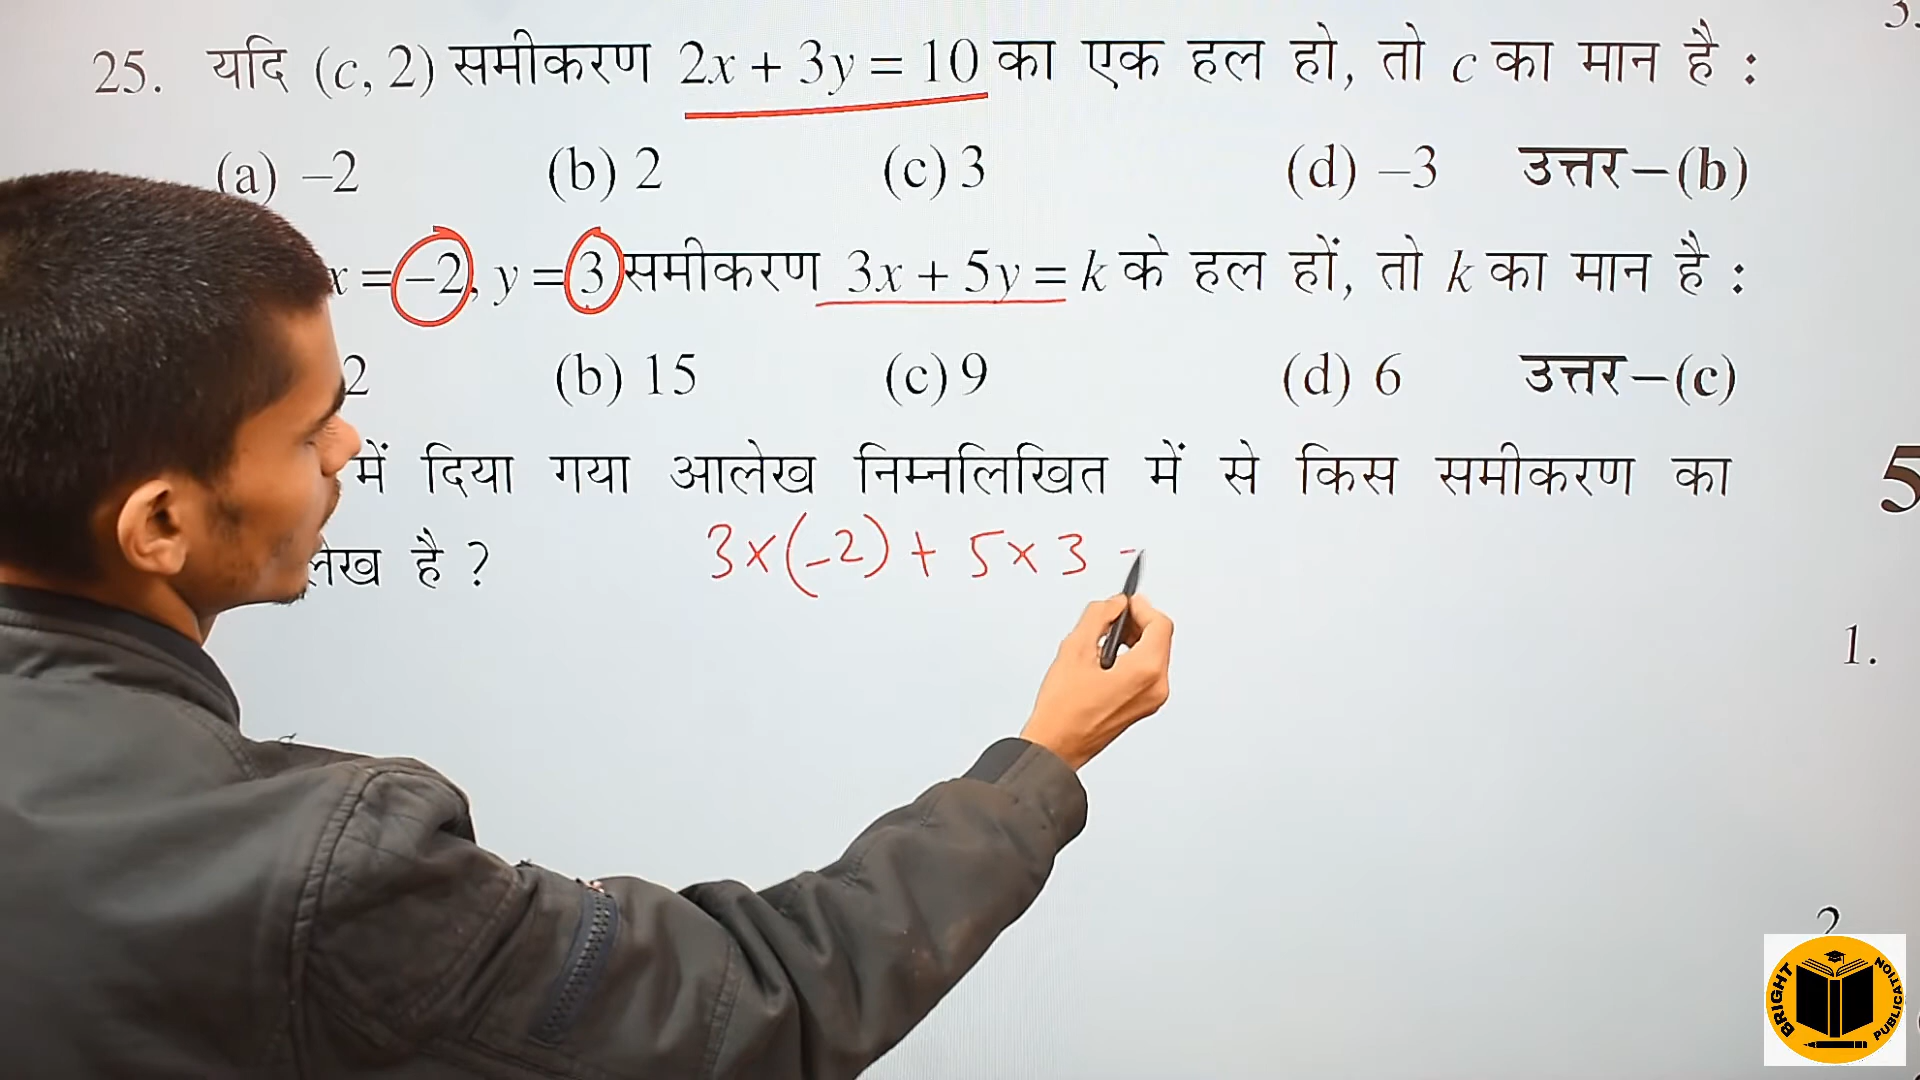 25. यदि (c, 2) समीकरण 2x + 3y = 10 का एक हल हो, तो c का मान है :
(a) –2 (b) 2 (c) 3 (d) –3 उत्तर–(b)
x = –2, y = 3 समीकरण 3x + 5y = k के हल हों, तो k का मान है :
2 (b) 15 (c) 9 (d) 6 उत्तर–(c)
में दिया गया आलेख निम्नलिखित में से किस समीकरण का
लेख है ?
3×(-2) + 5×3
5
1.
2
BRIGHT PUBLICATION